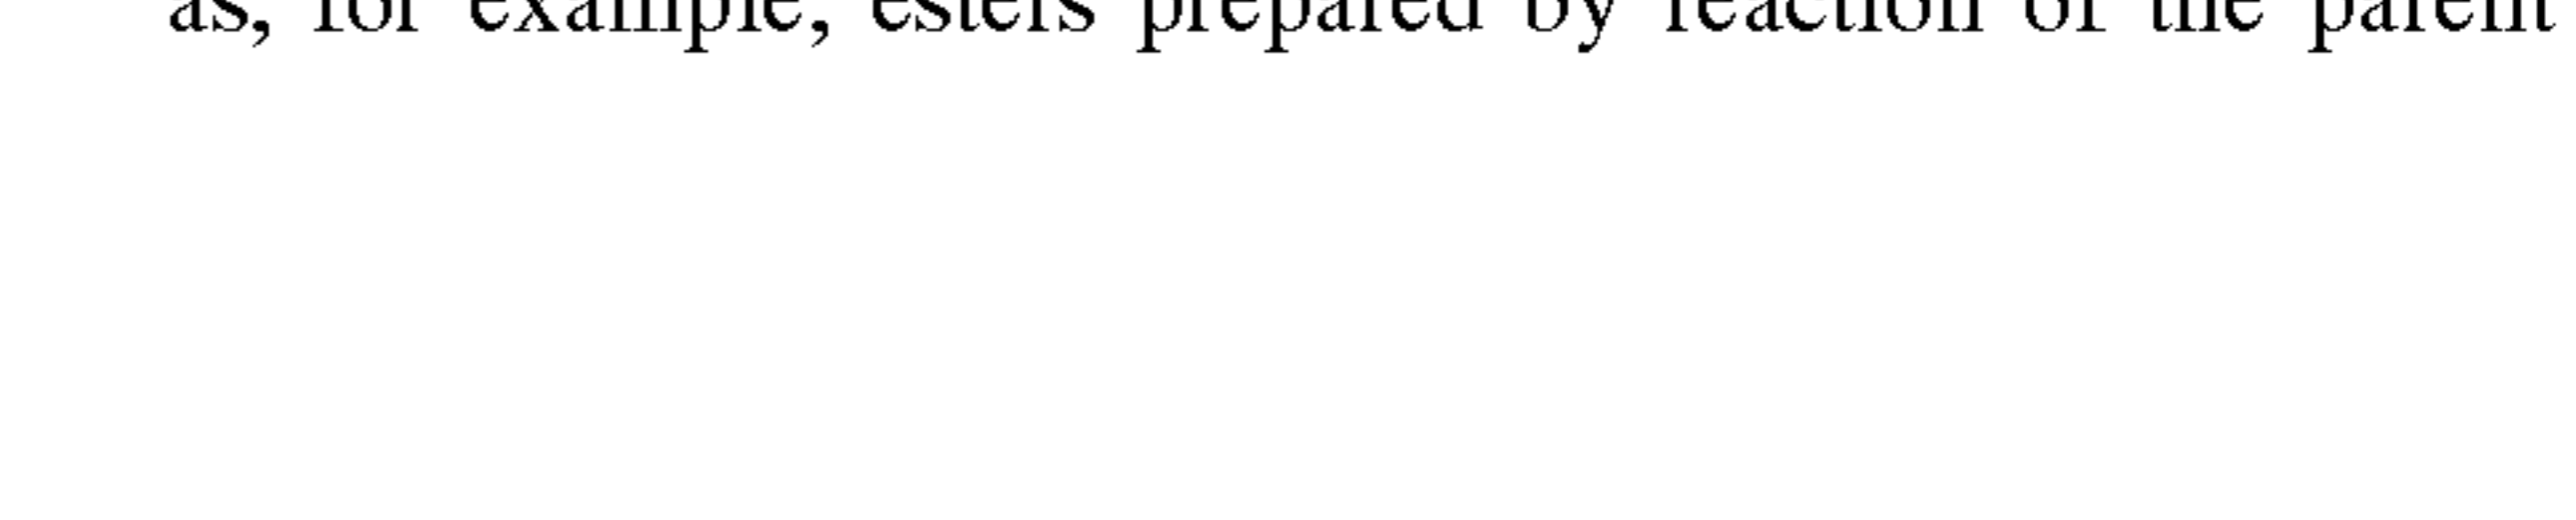 as, for example, esters prepared by reaction of the parent